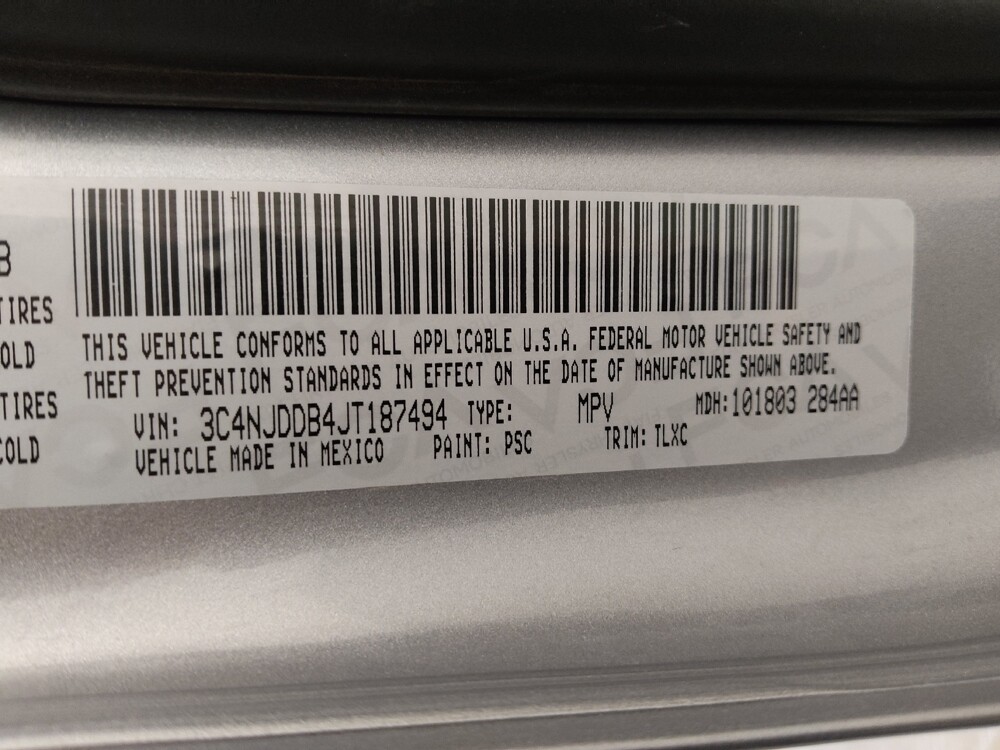 B
TIRES
OLD
TIRES
COLD
THIS VEHICLE CONFORMS TO ALL APPLICABLE U.S.A. FEDERAL MOTOR VEHICLE SAFETY AND
THEFT PREVENTION STANDARDS IN EFFECT ON THE DATE OF MANUFACTURE SHOWN ABOVE.
VIN: 3C4NJDDB4JT187494 TYPE: MPV MDH:101803 284AA
VEHICLE MADE IN MEXICO PAINT: PSC TRIM: TLXC